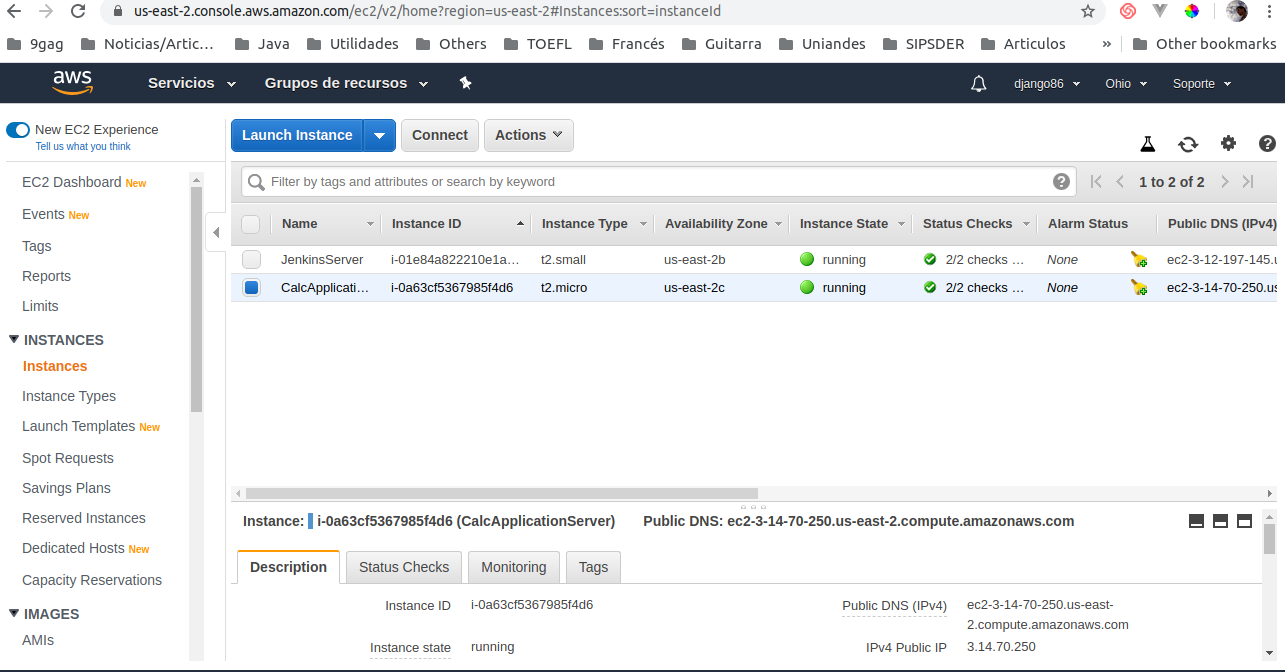 us-east-2.console.aws.amazon.com/ec2/v2/home?region=us-east-2#Instances:sort=instanceId
9gag Noticias/Artic... Java Utilidades Others TOEFL Francés Guitarra Uniandes SIPSDER Articulos » Other bookmarks
aws Servicios Grupos de recursos django86 Ohio Soporte
New EC2 Experience
Tell us what you think
EC2 Dashboard New
Events New
Tags
Reports
Limits
INSTANCES
Instances
Instance Types
Launch Templates New
Spot Requests
Savings Plans
Reserved Instances
Dedicated Hosts New
Capacity Reservations
IMAGES
AMIs
Launch Instance Connect Actions
Filter by tags and attributes or search by keyword 1 to 2 of 2
Name Instance ID Instance Type Availability Zone Instance State Status Checks Alarm Status Public DNS (IPv4)
JenkinsServer i-01e84a822210e1a... t2.small us-east-2b running 2/2 checks ... None ec2-3-12-197-145.u
CalcApplicati... i-0a63cf5367985f4d6 t2.micro us-east-2c running 2/2 checks ... None ec2-3-14-70-250.us
Instance: i-0a63cf5367985f4d6 (CalcApplicationServer) Public DNS: ec2-3-14-70-250.us-east-2.compute.amazonaws.com
Description Status Checks Monitoring Tags
Instance ID i-0a63cf5367985f4d6 Public DNS (IPv4) ec2-3-14-70-250.us-east-
2.compute.amazonaws.com
Instance state running IPv4 Public IP 3.14.70.250